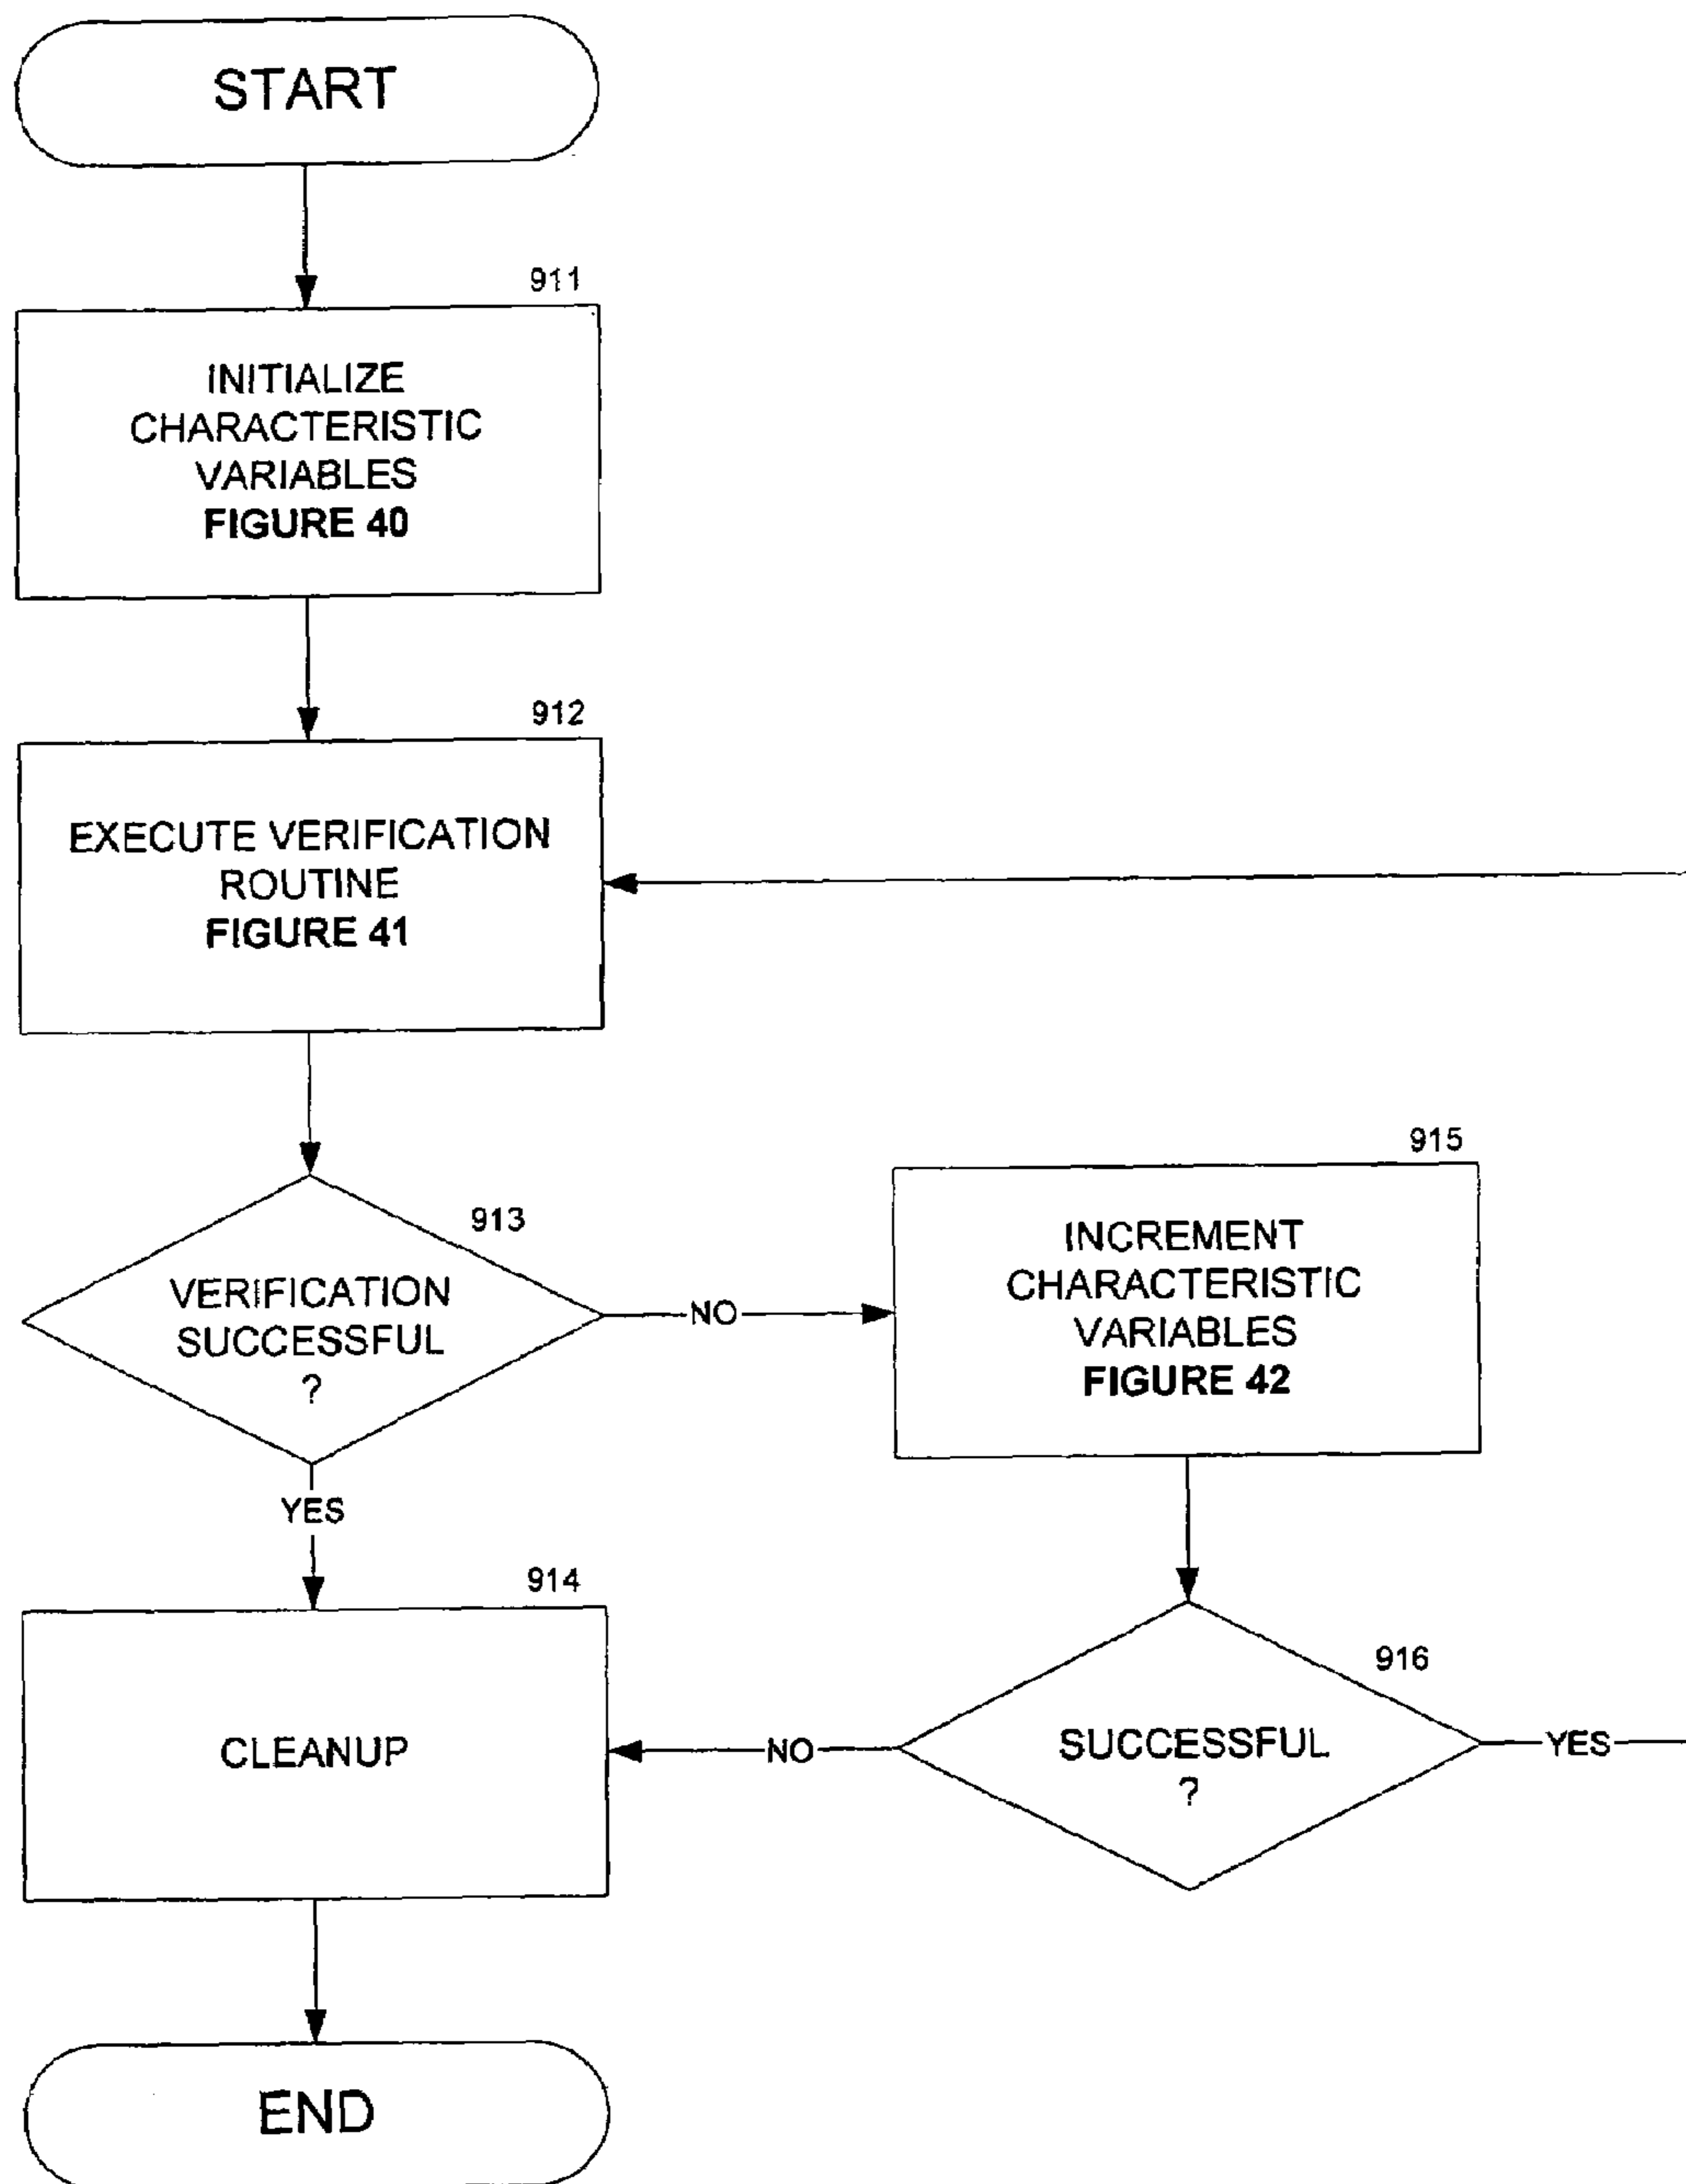 START
911
INITIALIZE
CHARACTERISTIC
VARIABLES
FIGURE 40
912
EXECUTE VERIFICATION
ROUTINE
FIGURE 41
913
VERIFICATION
SUCCESSFUL
?
NO
915
INCREMENT
CHARACTERISTIC
VARIABLES
FIGURE 42
YES
914
CLEANUP
NO
916
SUCCESSFUL
?
YES
END